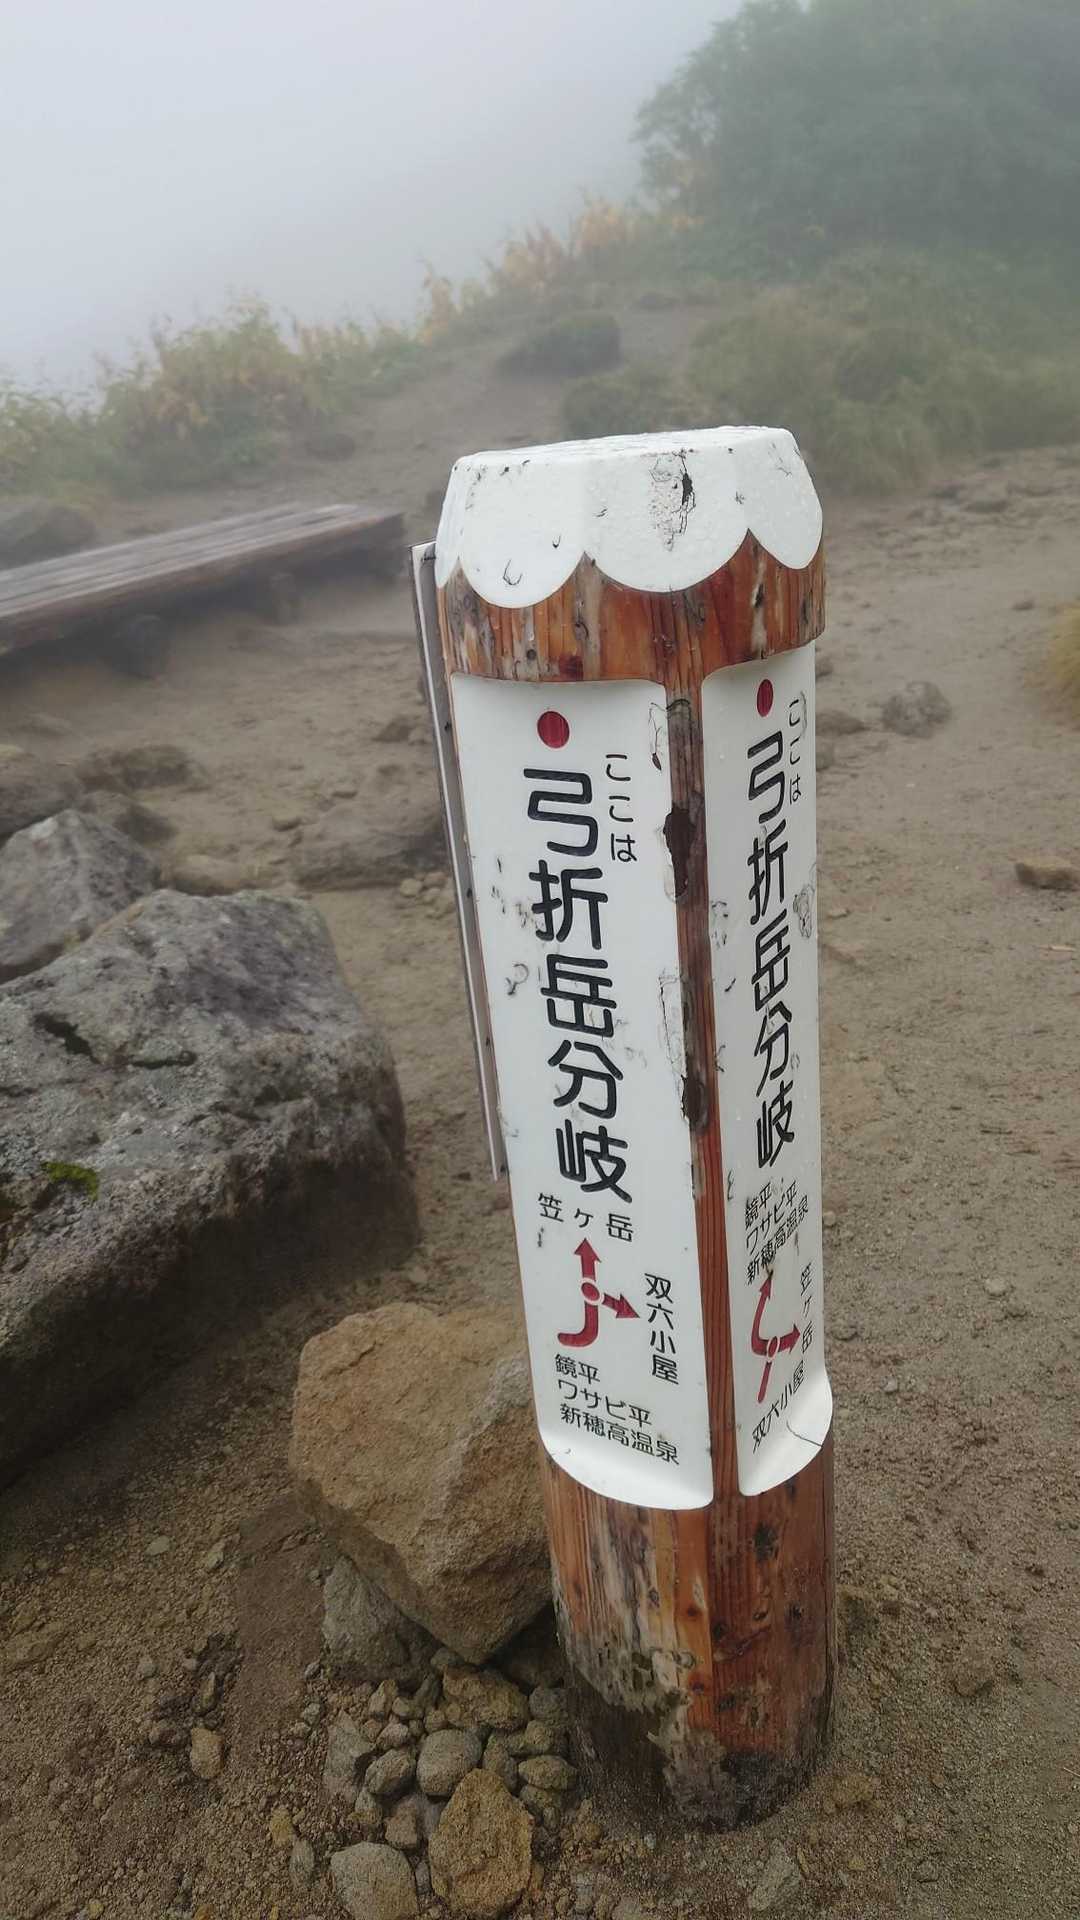 ここは
弓折岳分岐
笠ヶ岳
双六小屋
鏡平
ワサビ平
新穂高温泉
ここは
弓折岳分岐
鏡平
ワサビ平
新穂高温泉
笠ヶ岳
双六小屋